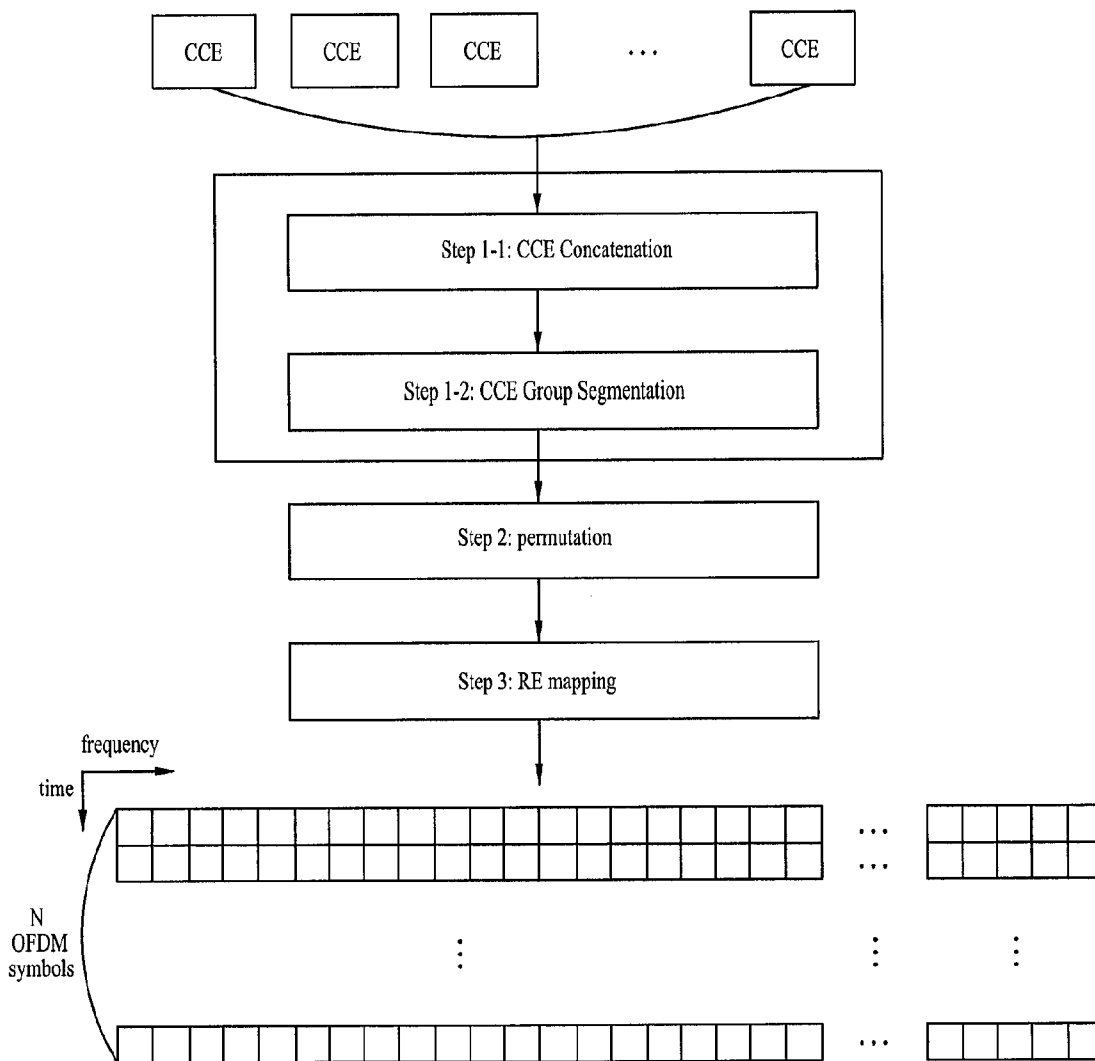 CCE CCE CCE ... CCE
Step 1-1: CCE Concatenation
Step 1-2: CCE Group Segmentation
Step 2: permutation
Step 3: RE mapping
frequency
time
...
...
N
OFDM
symbols
...